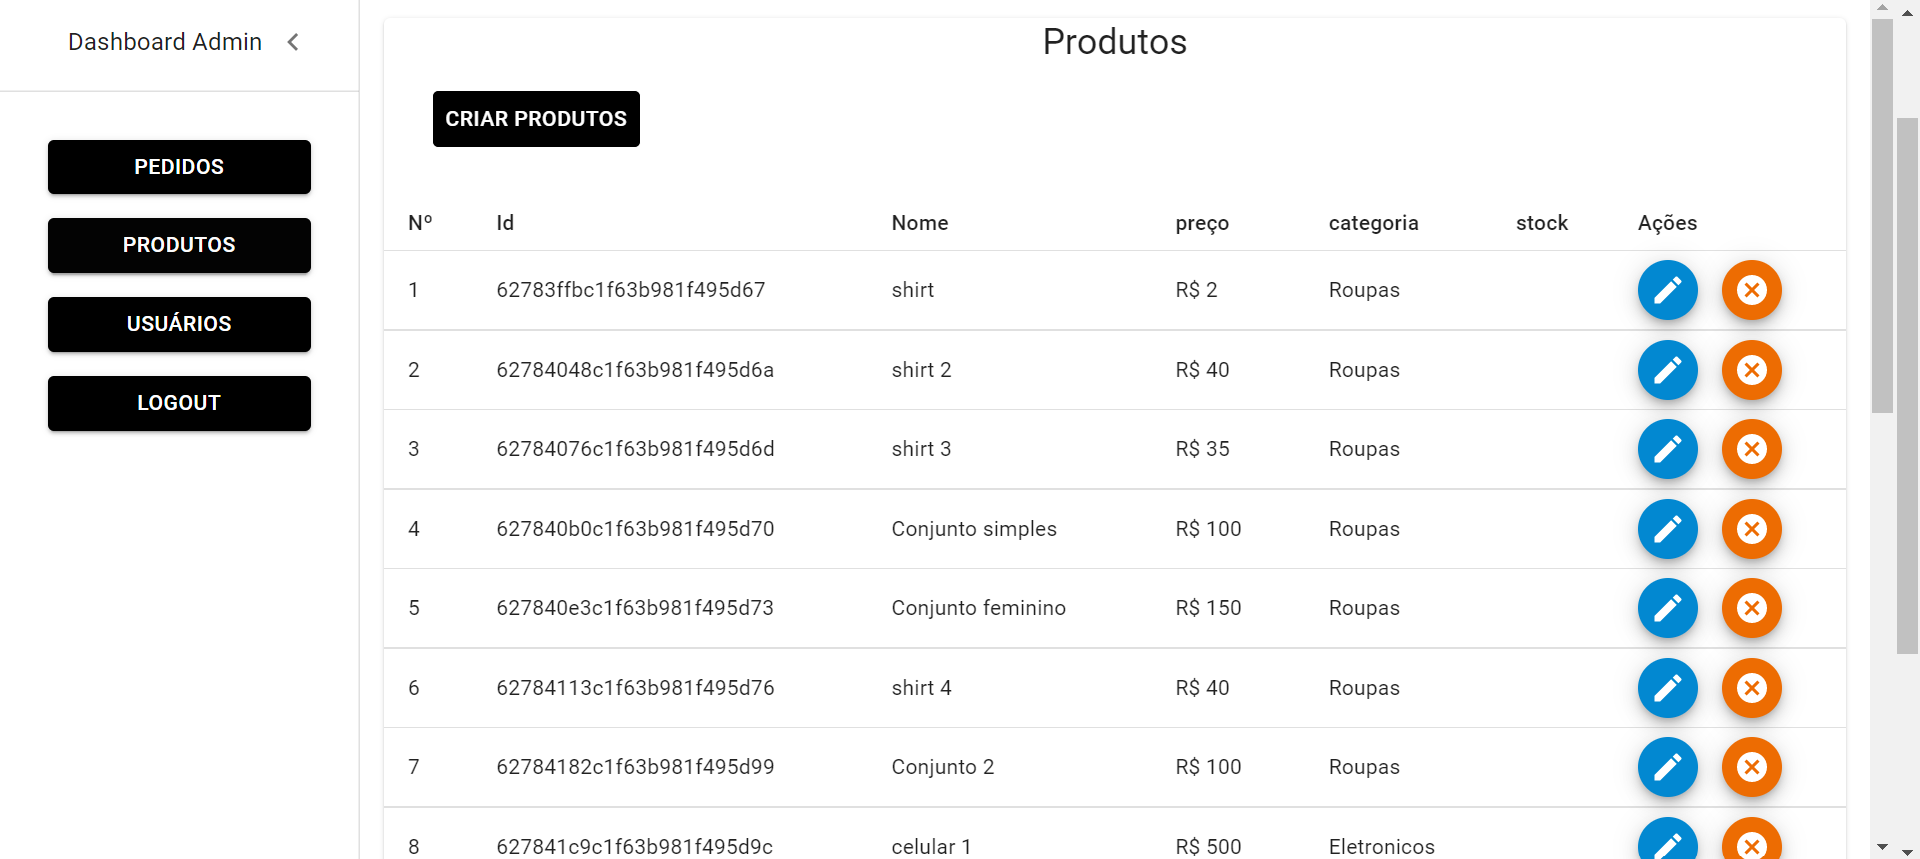 Dashboard Admin
PEDIDOS
PRODUTOS
USUÁRIOS
LOGOUT
Produtos
CRIAR PRODUTOS
Nº Id Nome preço categoria stock Ações
1 62783ffbc1f63b981f495d67 shirt R$ 2 Roupas
2 62784048c1f63b981f495d6a shirt 2 R$ 40 Roupas
3 62784076c1f63b981f495d6d shirt 3 R$ 35 Roupas
4 627840b0c1f63b981f495d70 Conjunto simples R$ 100 Roupas
5 627840e3c1f63b981f495d73 Conjunto feminino R$ 150 Roupas
6 62784113c1f63b981f495d76 shirt 4 R$ 40 Roupas
7 62784182c1f63b981f495d99 Conjunto 2 R$ 100 Roupas
8 627841c9c1f63b981f495d9c celular 1 R$ 500 Eletronicos